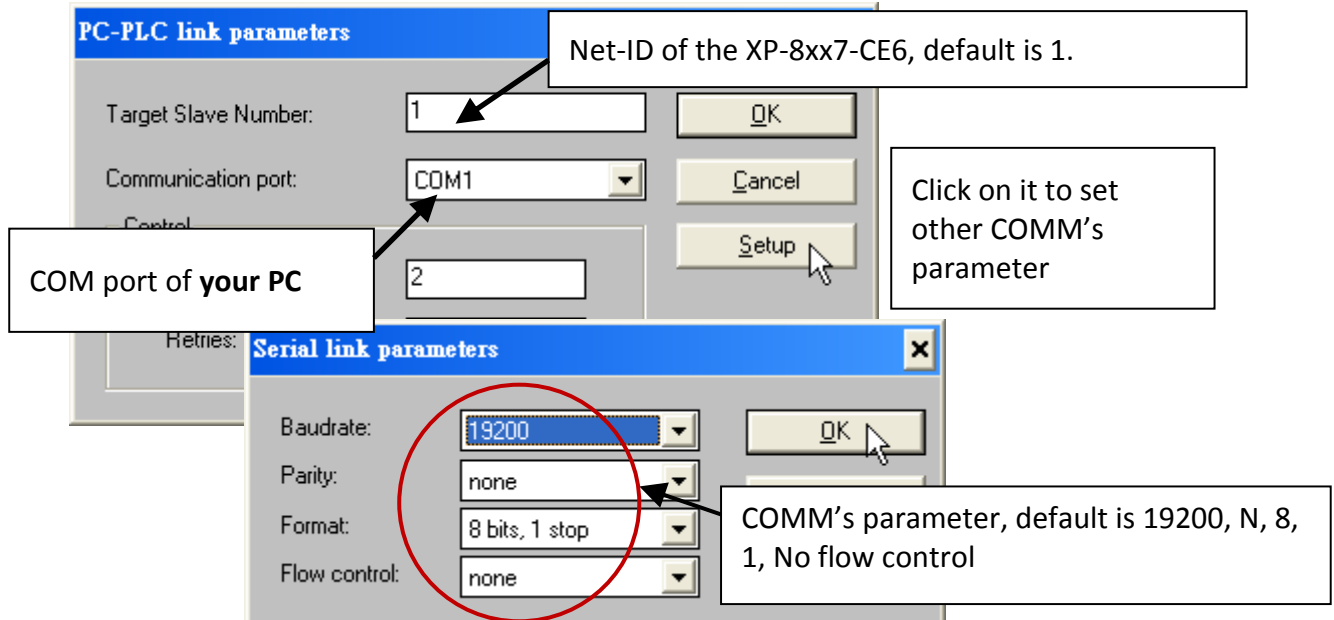 PC-PLC link parameters
Net-ID of the XP-8xx7-CE6, default is 1.
Target Slave Number:
1
OK
Communication port:
COM1
Cancel
Click on it to set
other COMM's
parameter
Control
Setup
COM port of your PC
2
Retries:
Serial link parameters
Baudrate:
19200
OK
Parity:
none
COMM's parameter, default is 19200, N, 8,
1, No flow control
Format:
8 bits, 1 stop
Flow control:
none